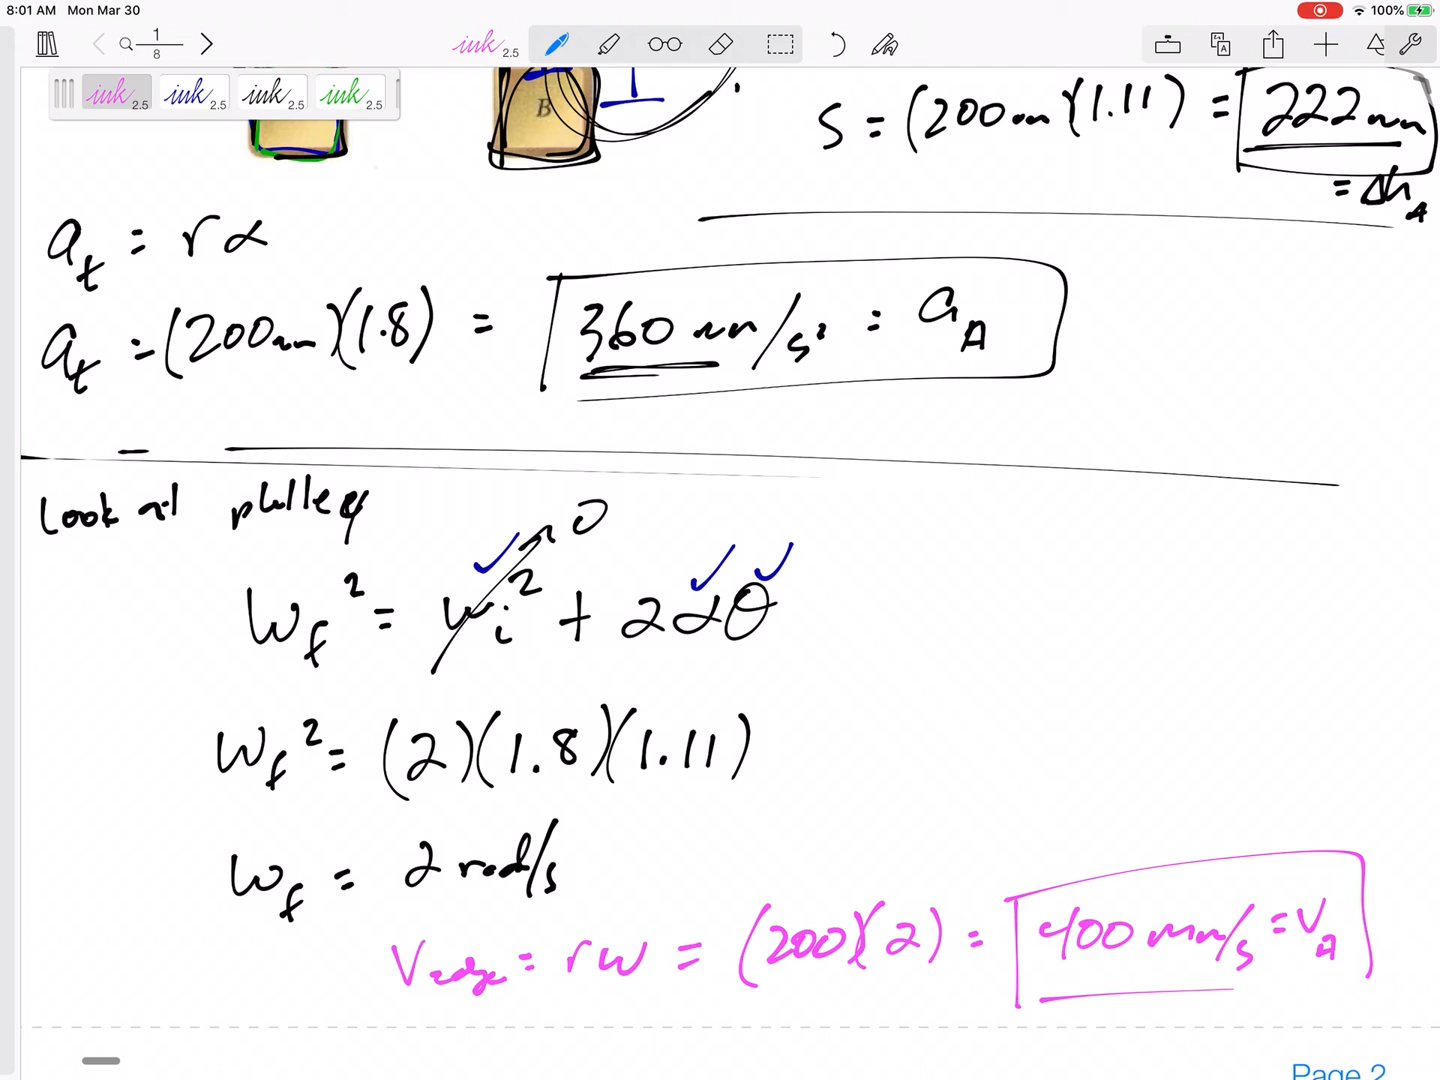 8:01 AM Mon Mar 30
100%
1/8
ink 2.5
ink 2.5 ink 2.5 ink 2.5 ink 2.5
B
S = (200mm)(1.11) = 222mm
= Δh_A
a_t = rα
a_t = (200mm)(1.8) = 360 mm/s² = a_A
Look at pulley
ω_f² = ω_i² + 2αθ
0
ω_f² = (2)(1.8)(1.11)
ω_f = 2 rad/s
V_edge = rω = (200)(2) = 400 mm/s = V_A
Page 2